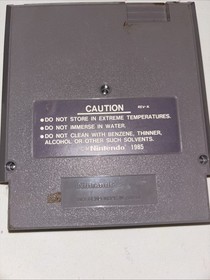 CAUTION
REV-A
●DO NOT STORE IN EXTREME TEMPERATURES.
●DO NOT IMMERSE IN WATER.
●DO NOT CLEAN WITH BENZENE, THINNER,
ALCOHOL OR OTHER SUCH SOLVENTS.
©Nintendo 1985